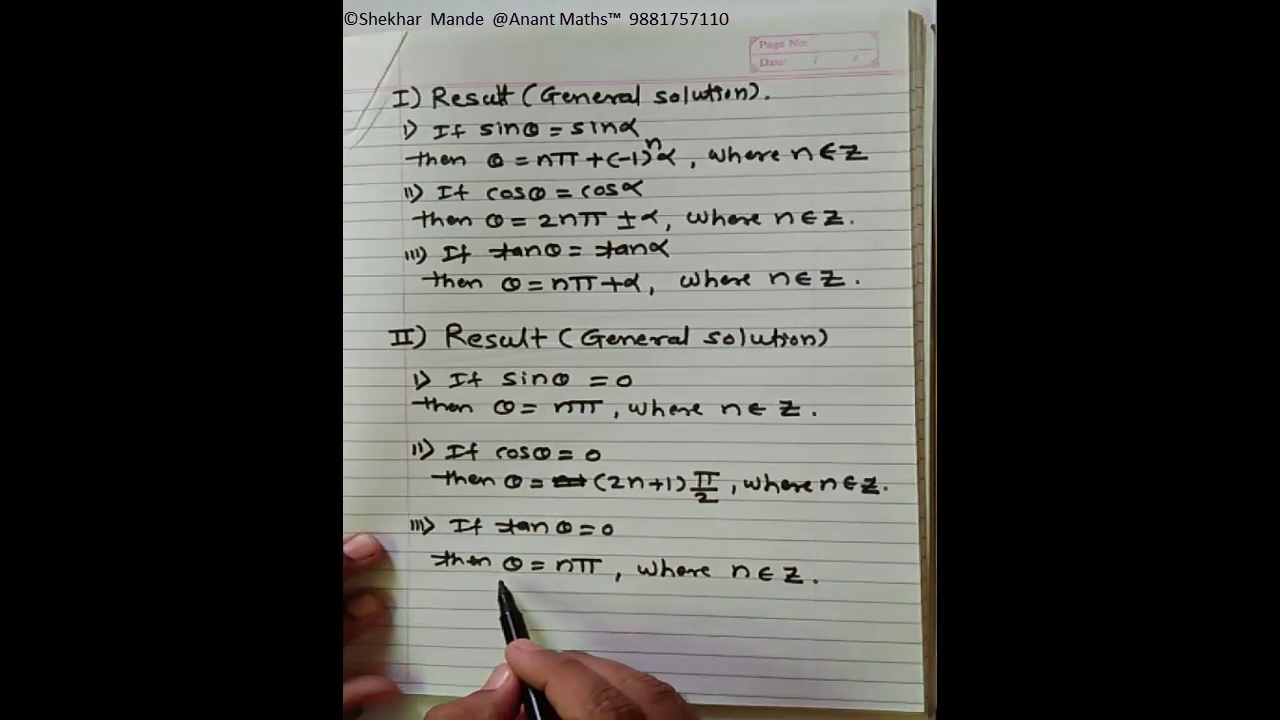 ©Shekhar Mande @Anant Maths™ 9881757110
Page No:
Date: / /
I) Result (General solution).
i) If sinθ = sinα
then θ = nπ + (-1)ⁿα, where n ∈ Z
ii) If cosθ = cosα
then θ = 2nπ ± α, where n ∈ Z.
iii) If tanθ = tanα
then θ = nπ + α, where n ∈ Z.
II) Result (General solution)
i) If sinθ = 0
then θ = nπ, where n ∈ Z.
ii) If cosθ = 0
then θ = (2n+1) π/2, where n ∈ Z.
iii) If tanθ = 0
then θ = nπ, where n ∈ Z.